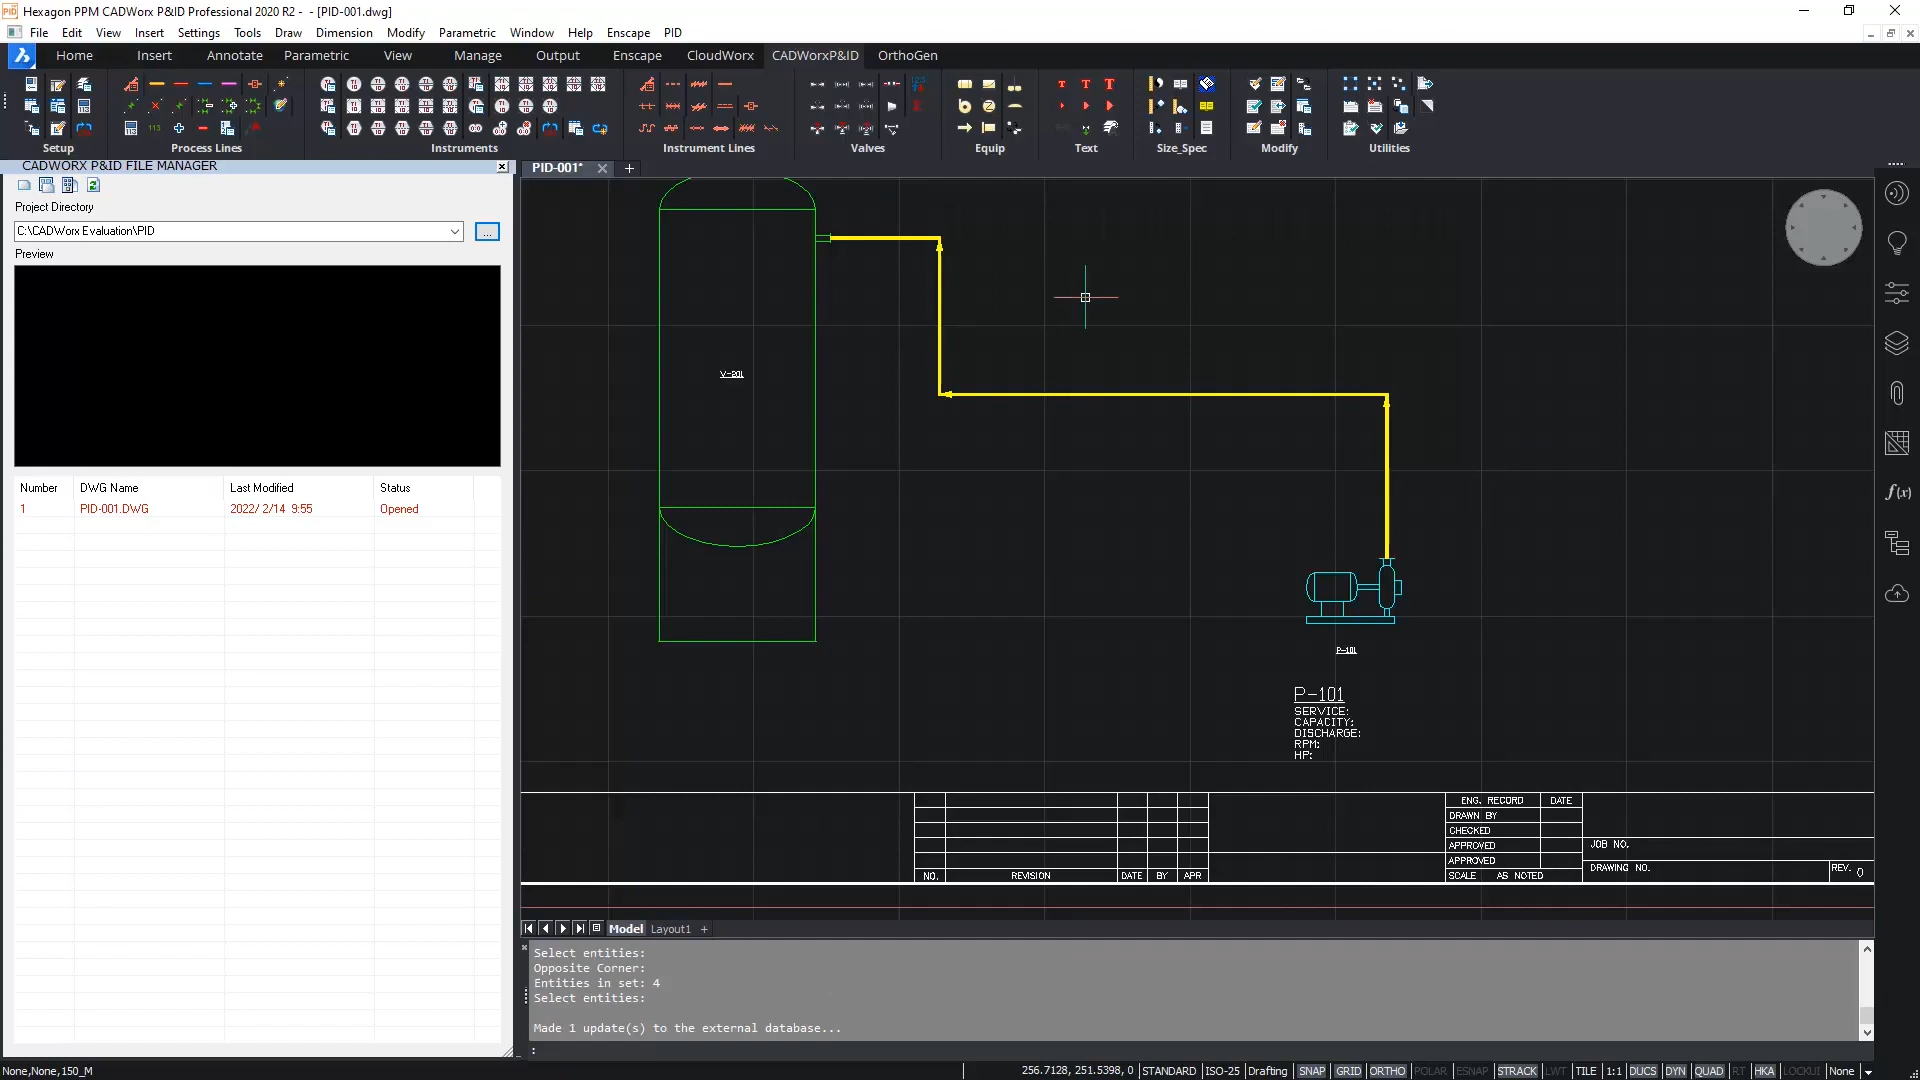 Hexagon PPM CADWorx P&ID Professional 2020 R2 - - [PID-001.dwg]
File Edit View Insert Settings Tools Draw Dimension Modify Parametric Window Help Enscape PID
Home Insert Annotate Parametric View Manage Output Enscape CloudWorx CADWorxP&ID OrthoGen
Setup Process Lines Instruments Instrument Lines Valves Equip Text Size_Spec Modify Utilities
CADWORX P&ID FILE MANAGER
PID-001*
Project Directory
C:\CADWorx Evaluation\PID
...
Preview
Number DWG Name Last Modified Status
1 PID-001.DWG 2022/ 2/14 9:55 Opened
V-201
P-101
P-101
SERVICE:
CAPACITY:
DISCHARGE:
RPM:
HP:
NO. REVISION DATE BY APR
ENG. RECORD DATE
DRAWN BY
CHECKED
APPROVED
APPROVED
SCALE AS NOTED
JOB NO.
DRAWING NO.
REV. 0
Model Layout1 +
Select entities:
Opposite Corner:
Entities in set: 4
Select entities:
Made 1 update(s) to the external database...
:
None,None,150_M
256.7128, 251.5398, 0 STANDARD ISO-25 Drafting SNAP GRID ORTHO POLAR ESNAP STRACK LWT TILE 1:1 DUCS DYN QUAD RT HKA LOCKUI None